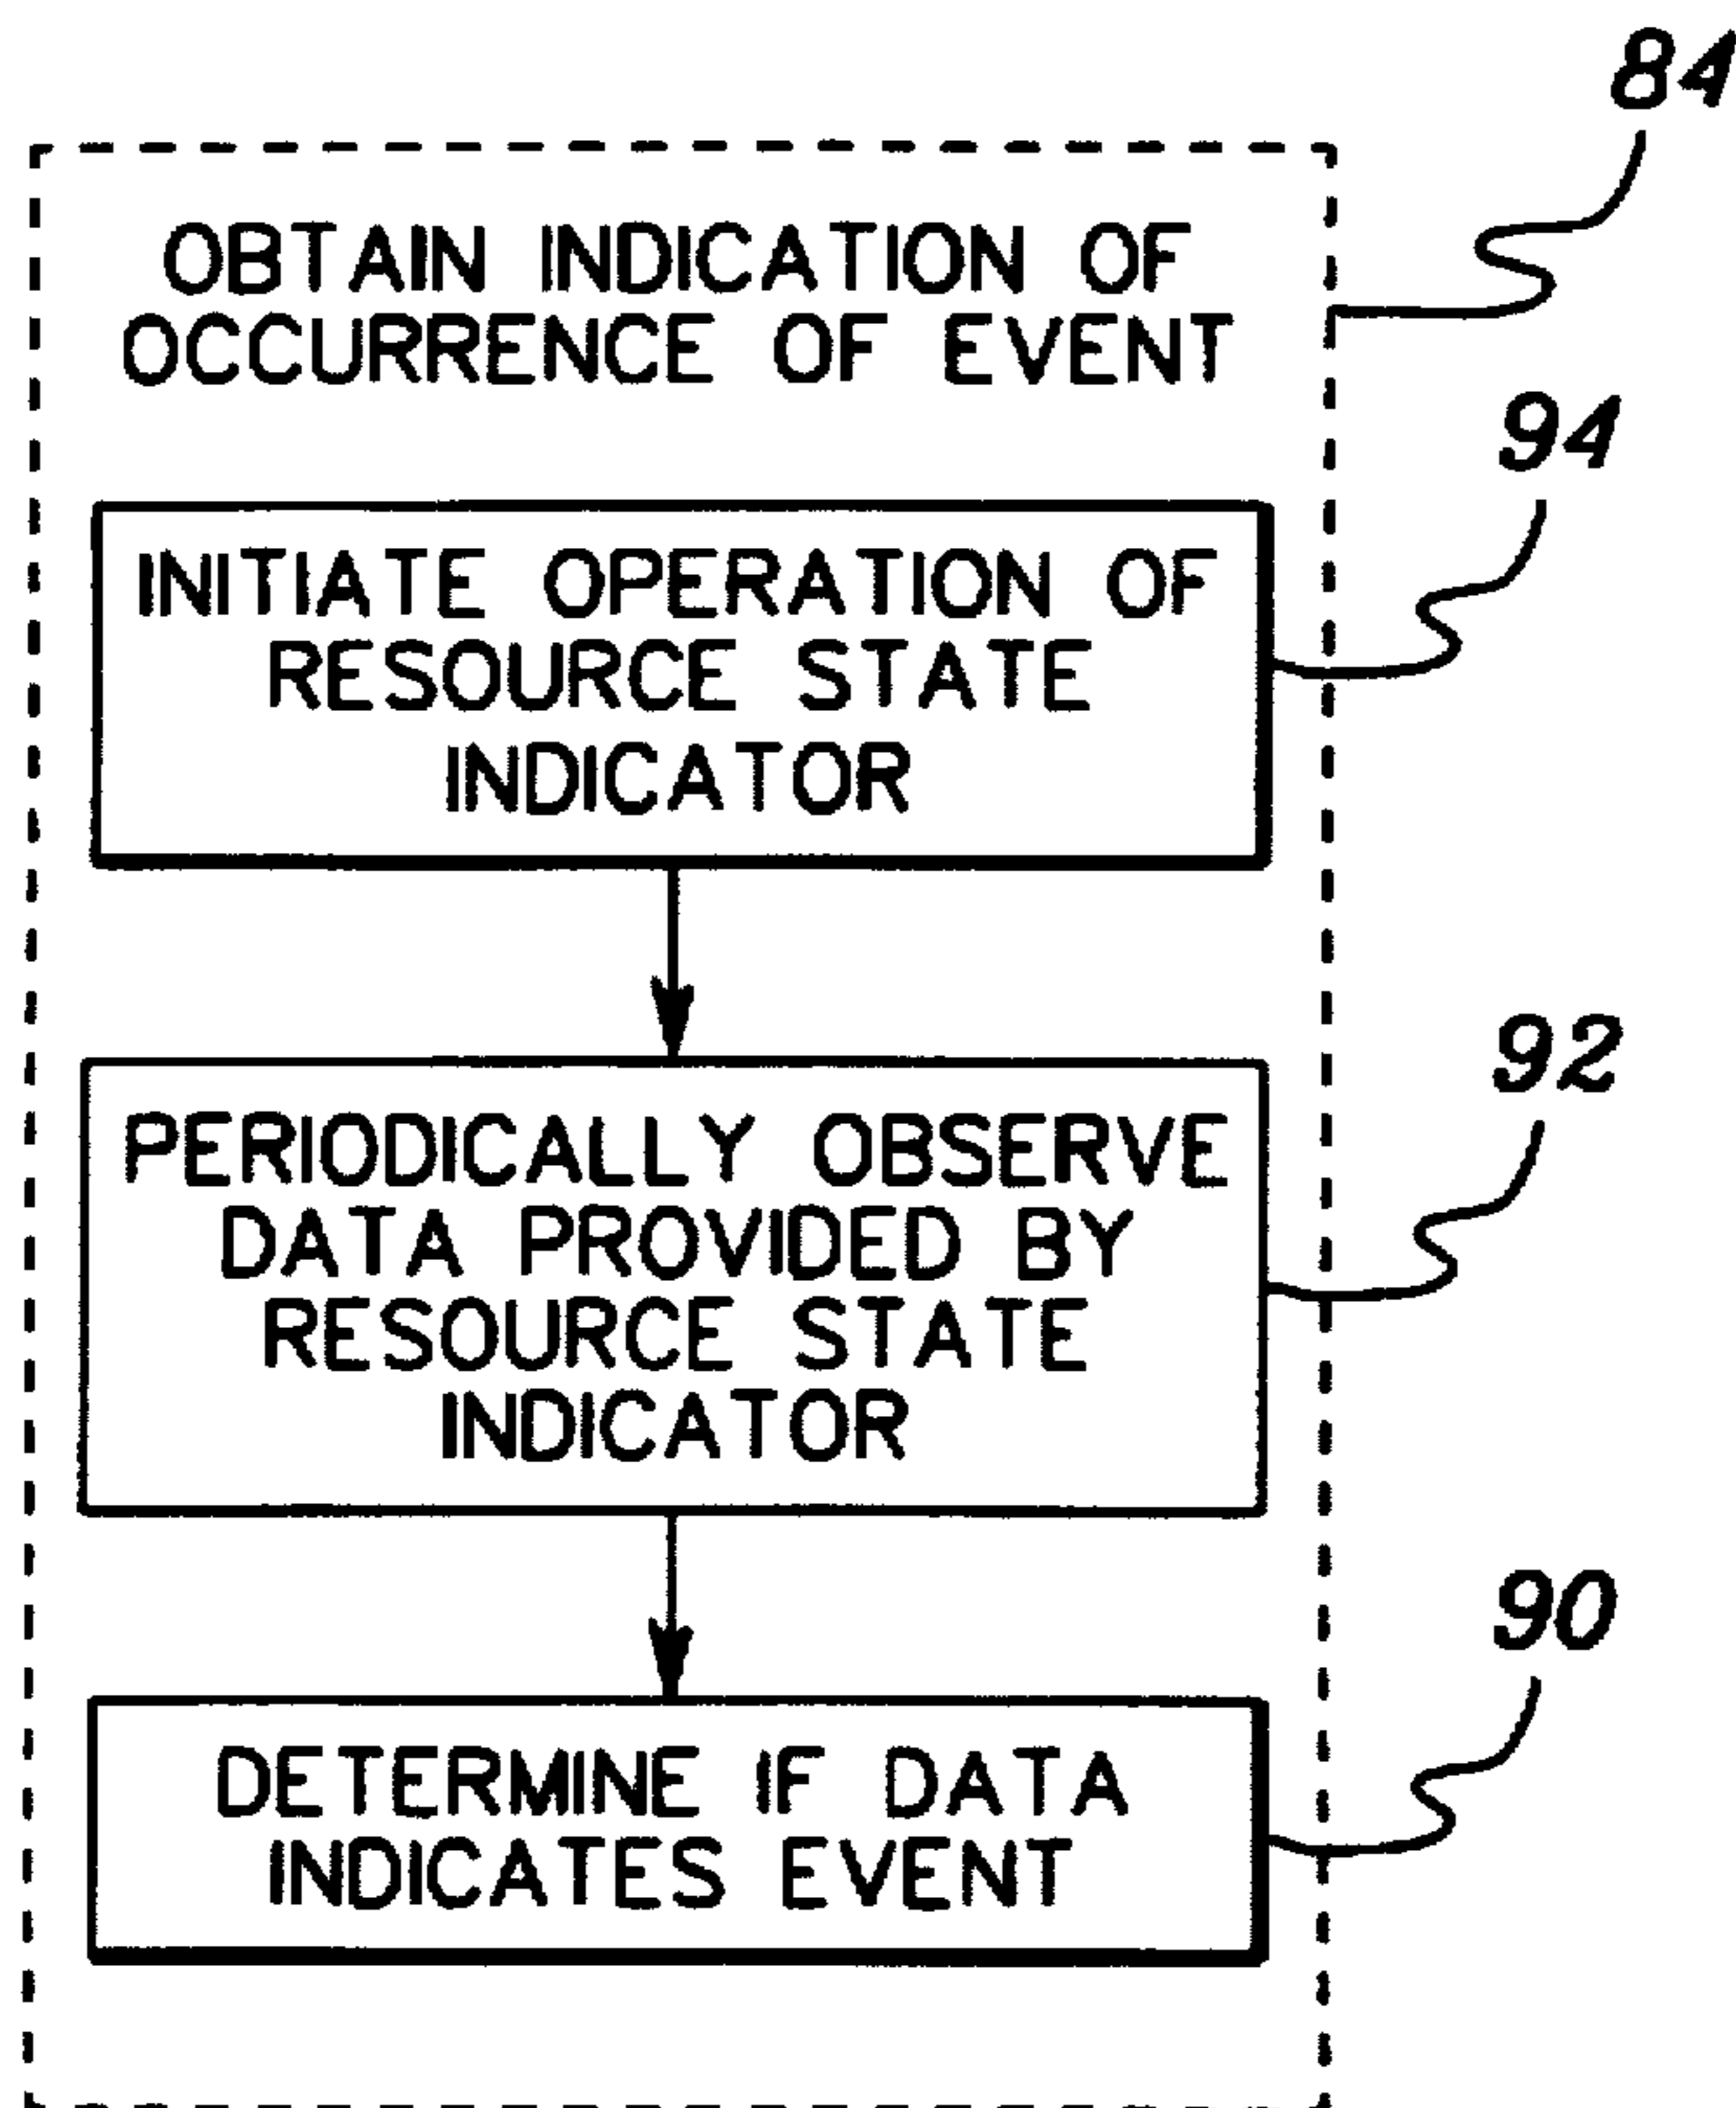 84
OBTAIN INDICATION OF
OCCURRENCE OF EVENT
94
INITIATE OPERATION OF
RESOURCE STATE
INDICATOR
92
PERIODICALLY OBSERVE
DATA PROVIDED BY
RESOURCE STATE
INDICATOR
90
DETERMINE IF DATA
INDICATES EVENT